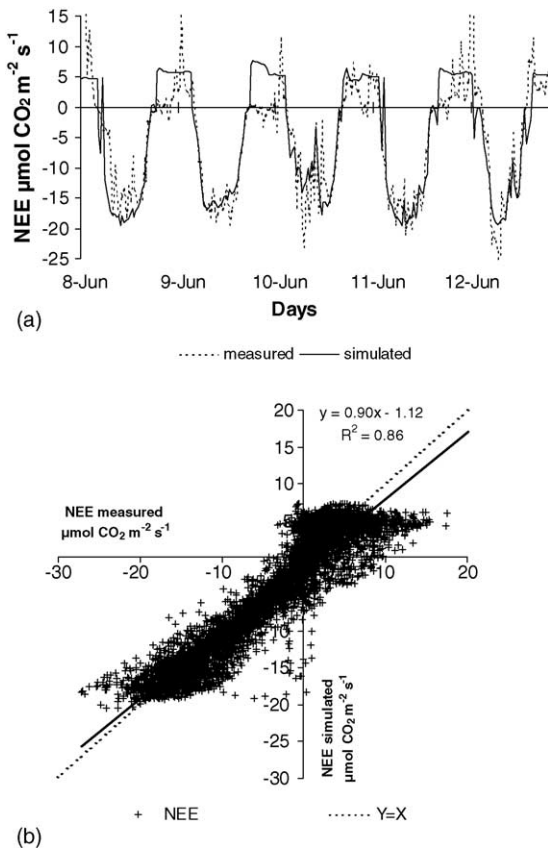 NEE µmol CO2 m-2 s-1
15
10
5
0
-5
-10
-15
-20
-25
8-Jun 9-Jun 10-Jun 11-Jun 12-Jun
Days
(a)
measured simulated
20
y = 0.90x - 1.12
R2 = 0.86
15
10
NEE measured
µmol CO2 m-2 s-1
5
-30 -20 -10 10 20
-10
-15
-20
-25
-30
NEE simulated
µmol CO2 m-2 s-1
+ NEE Y=X
(b)